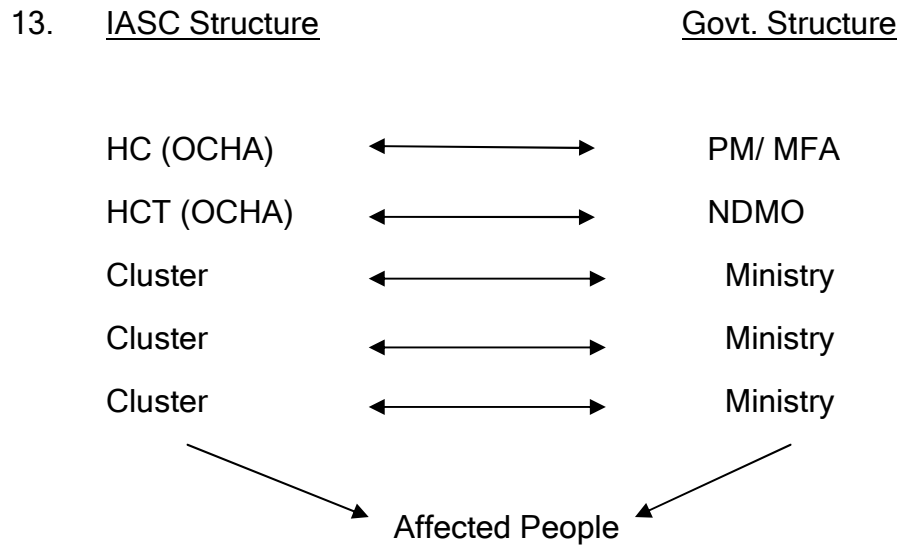 13. IASC Structure Govt. Structure
HC (OCHA) PM/ MFA
HCT (OCHA) NDMO
Cluster Ministry
Cluster Ministry
Cluster Ministry
Affected People